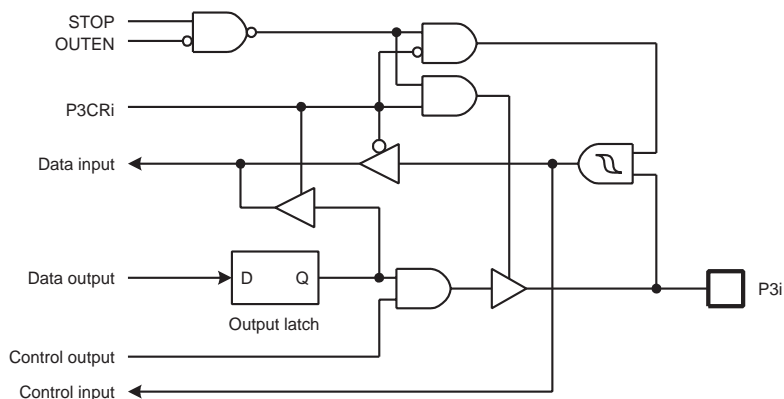 STOP
OUTEN
P3CRi
Data input
Data output
D Q
P3i
Output latch
Control output
Control input